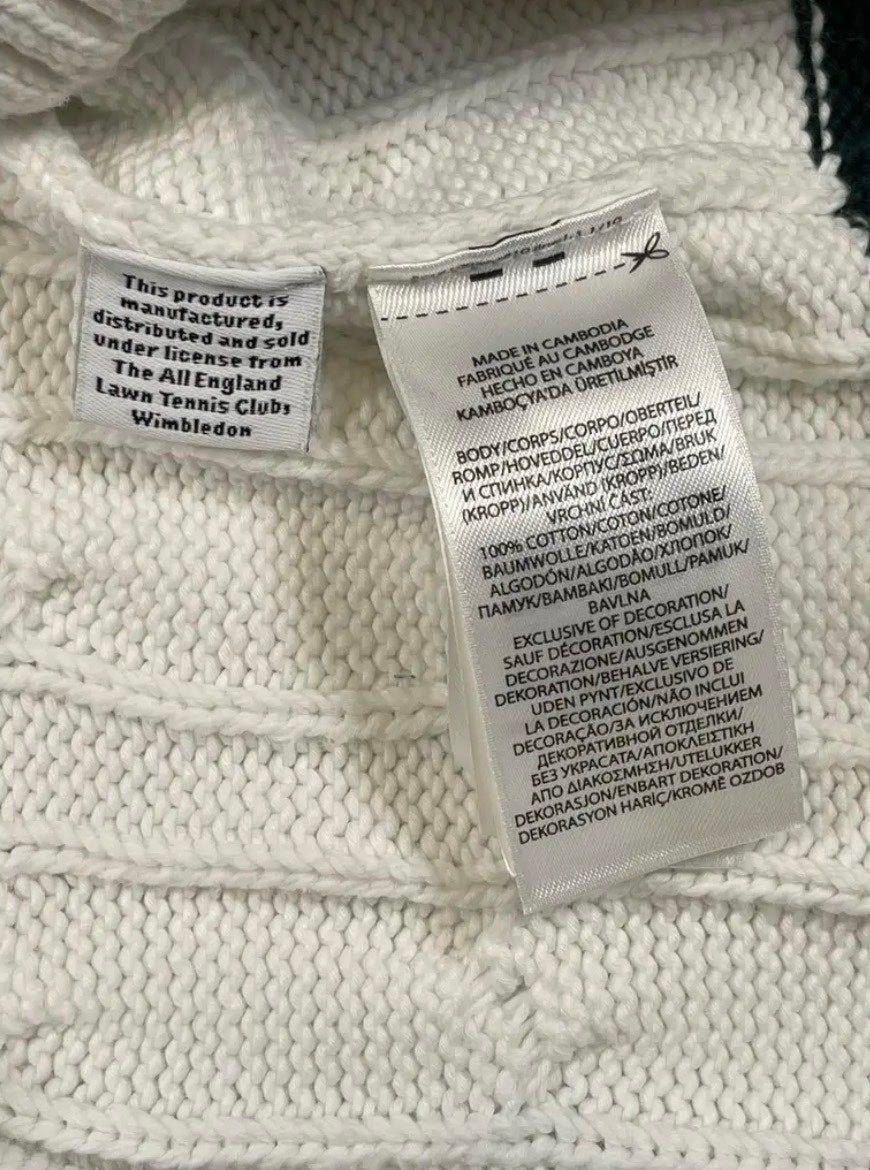 This product is
manufactured,
distributed and sold
under license from
The All England
Lawn Tennis Club,
Wimbledon
MADE IN CAMBODIA
FABRIQUÉ AU CAMBODGE
HECHO EN CAMBOYA
KAMBOÇYA'DA ÜRETILMIŞTIR
BODY/CORPS/CORPO/OBERTEIL/
ROMP/HOVEDDEL/CUERPO/ПЕРЕД
И СПИНКА/КОРПУС/ΣΩΜΑ/BRUK
(KROPP)/ANVÄND (KROPP)/BEDEN/
VRCHNÍ ČÁST:
100% COTTON/COTON/COTONE/
BAUMWOLLE/KATOEN/BOMULD/
ALGODÓN/ALGODÃO/ХЛОПОК/
ПАМУК/ΒΑΜΒΑΚΙ/BOMULL/PAMUK/
BAVLNA
EXCLUSIVE OF DECORATION/
SAUF DÉCORATION/ESCLUSA LA
DECORAZIONE/AUSGENOMMEN
DEKORATION/BEHALVE VERSIERING/
UDEN PYNT/EXCLUSIVO DE
LA DECORACIÓN/NÃO INCLUI
DECORAÇÃO/ЗА ИСКЛЮЧЕНИЕМ
ДЕКОРАТИВНОЙ ОТДЕЛКИ/
БЕЗ УКРАСАТА/ΑΠΟΚΛΕΙΣΤΙΚΗ
ΑΠΟ ΔΙΑΚΟΣΜΗΣΗ/UTELUKKER
DEKORASJON/ENBART DEKORATION/
DEKORASYON HARİÇ/KROMĚ OZDOB